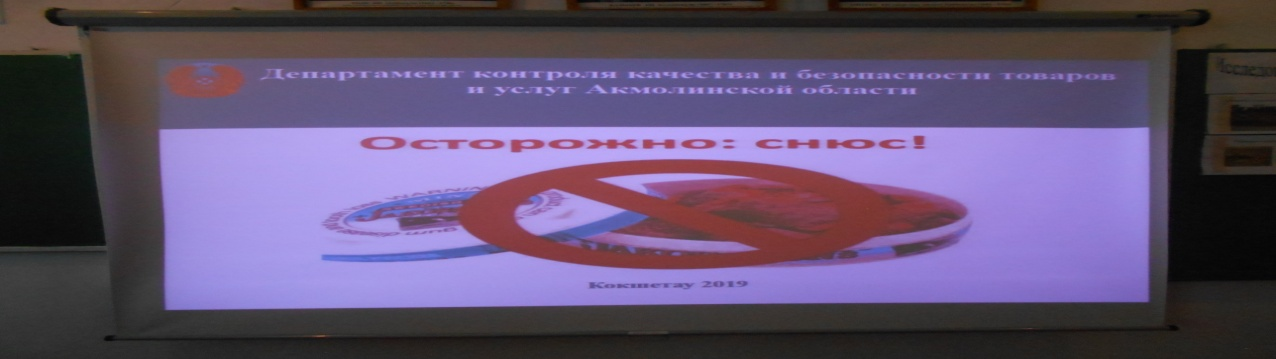 Департамент контроля качества и безопасности товаров
и услуг Акмолинской области
Осторожно: снюс!
Кокшетау 2019